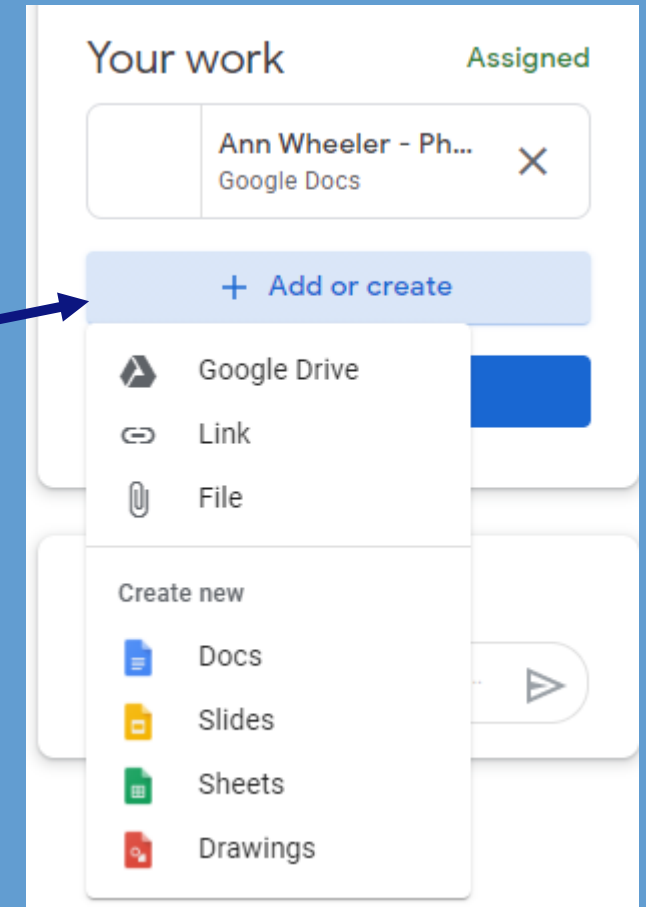 Your work Assigned
Ann Wheeler - Ph...
Google Docs
+ Add or create
Google Drive
Link
File
Create new
Docs
Slides
Sheets
Drawings